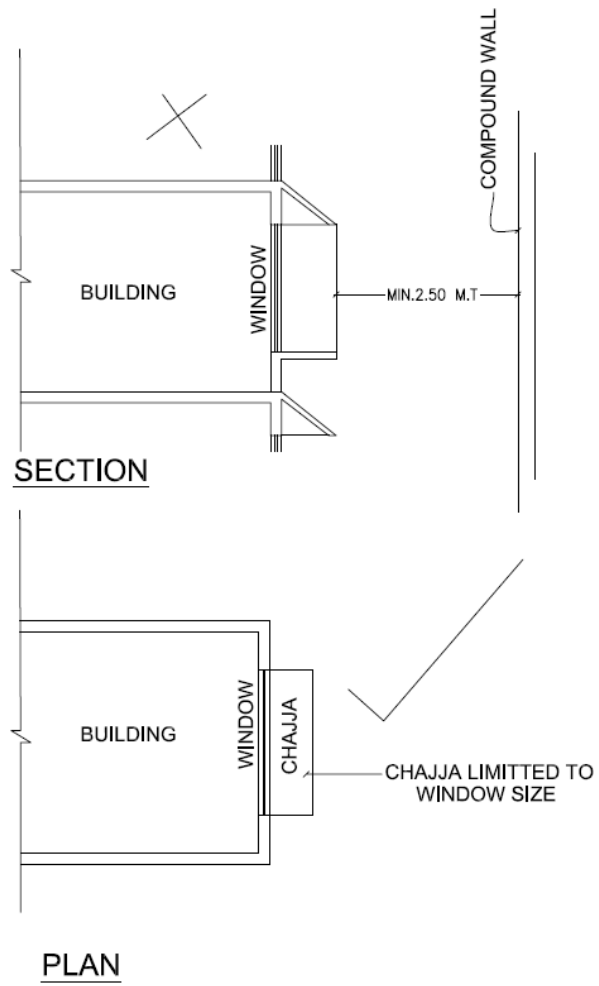 COMPOUND WALL
BUILDING
WINDOW
MIN.2.50 M.T
SECTION
BUILDING
WINDOW
CHAJJA
CHAJJA LIMITTED TO
WINDOW SIZE
PLAN